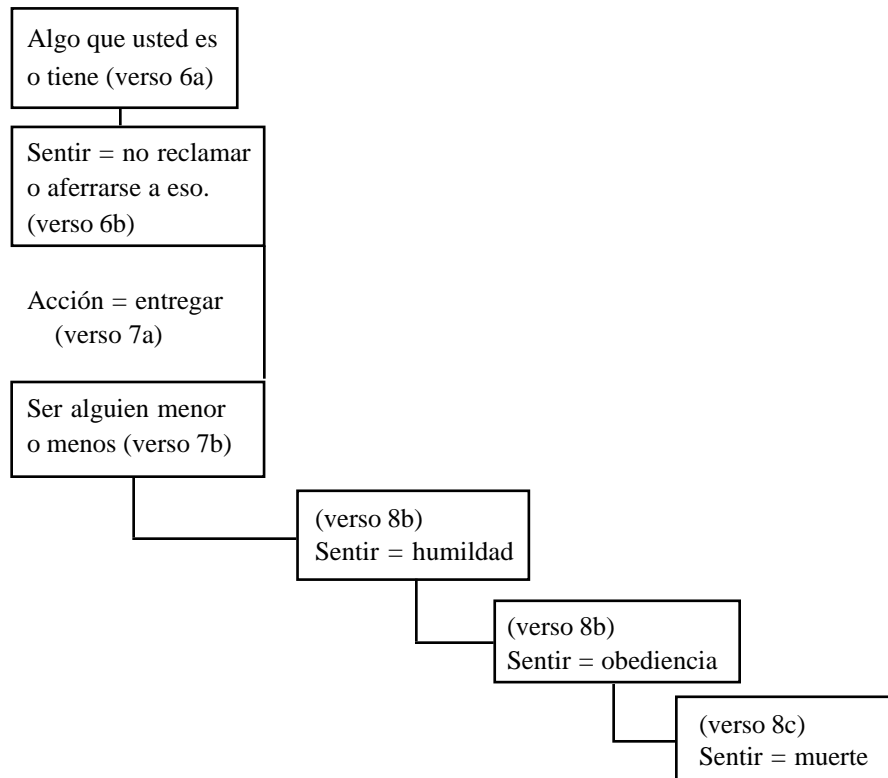 Algo que usted es
o tiene (verso 6a)
Sentir = no reclamar
o aferrarse a eso.
(verso 6b)
Acción = entregar
(verso 7a)
Ser alguien menor
o menos (verso 7b)
(verso 8b)
Sentir = humildad
(verso 8b)
Sentir = obediencia
(verso 8c)
Sentir = muerte